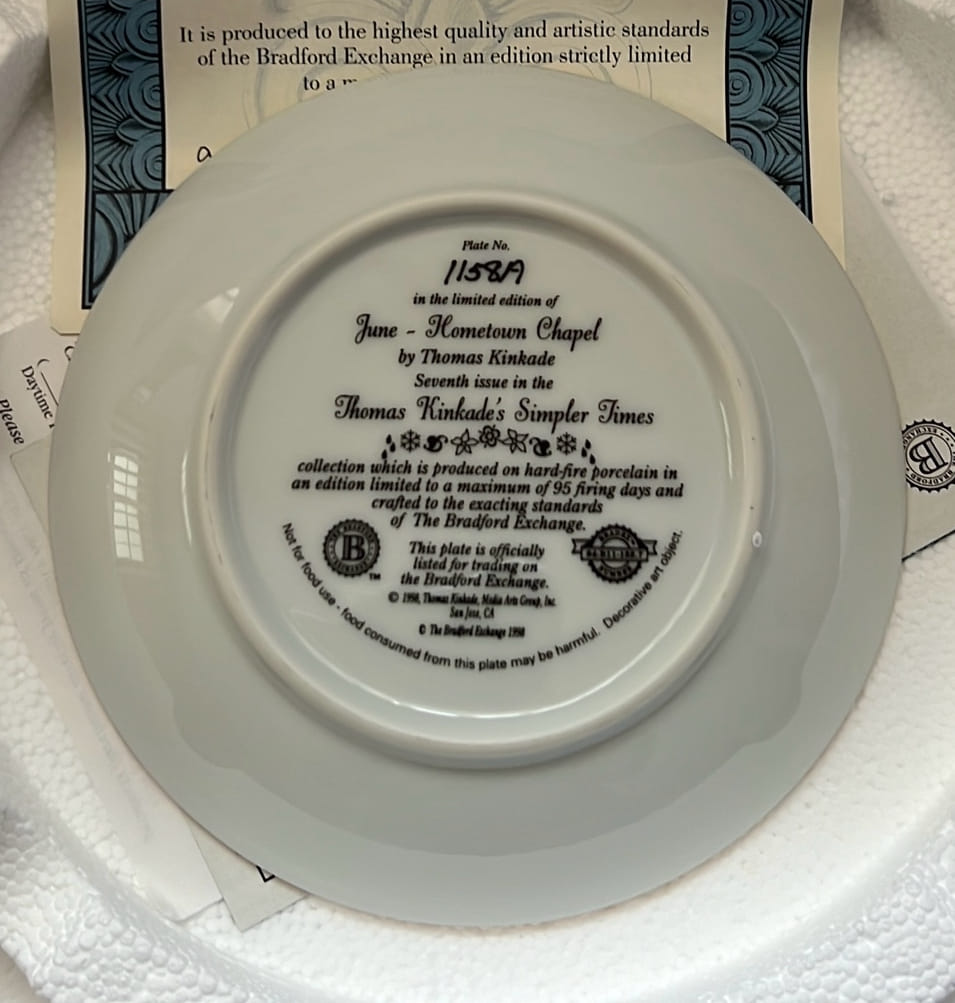 It is produced to the highest quality and artistic standards
of the Bradford Exchange in an edition strictly limited
to a
Plate No.
1158A
in the limited edition of
June - Hometown Chapel
by Thomas Kinkade
Seventh issue in the
Thomas Kinkade's Simpler Times
collection which is produced on hard-fire porcelain in
an edition limited to a maximum of 95 firing days and
crafted to the exacting standards
of The Bradford Exchange.
B
™
This plate is officially
listed for trading on
the Bradford Exchange.
© 1998, Thomas Kinkade, Media Arts Group, Inc.
San Jose, CA
© The Bradford Exchange 1998
Not for food use - food consumed from this plate may be harmful. Decorative art object.
Daytime
Please
B